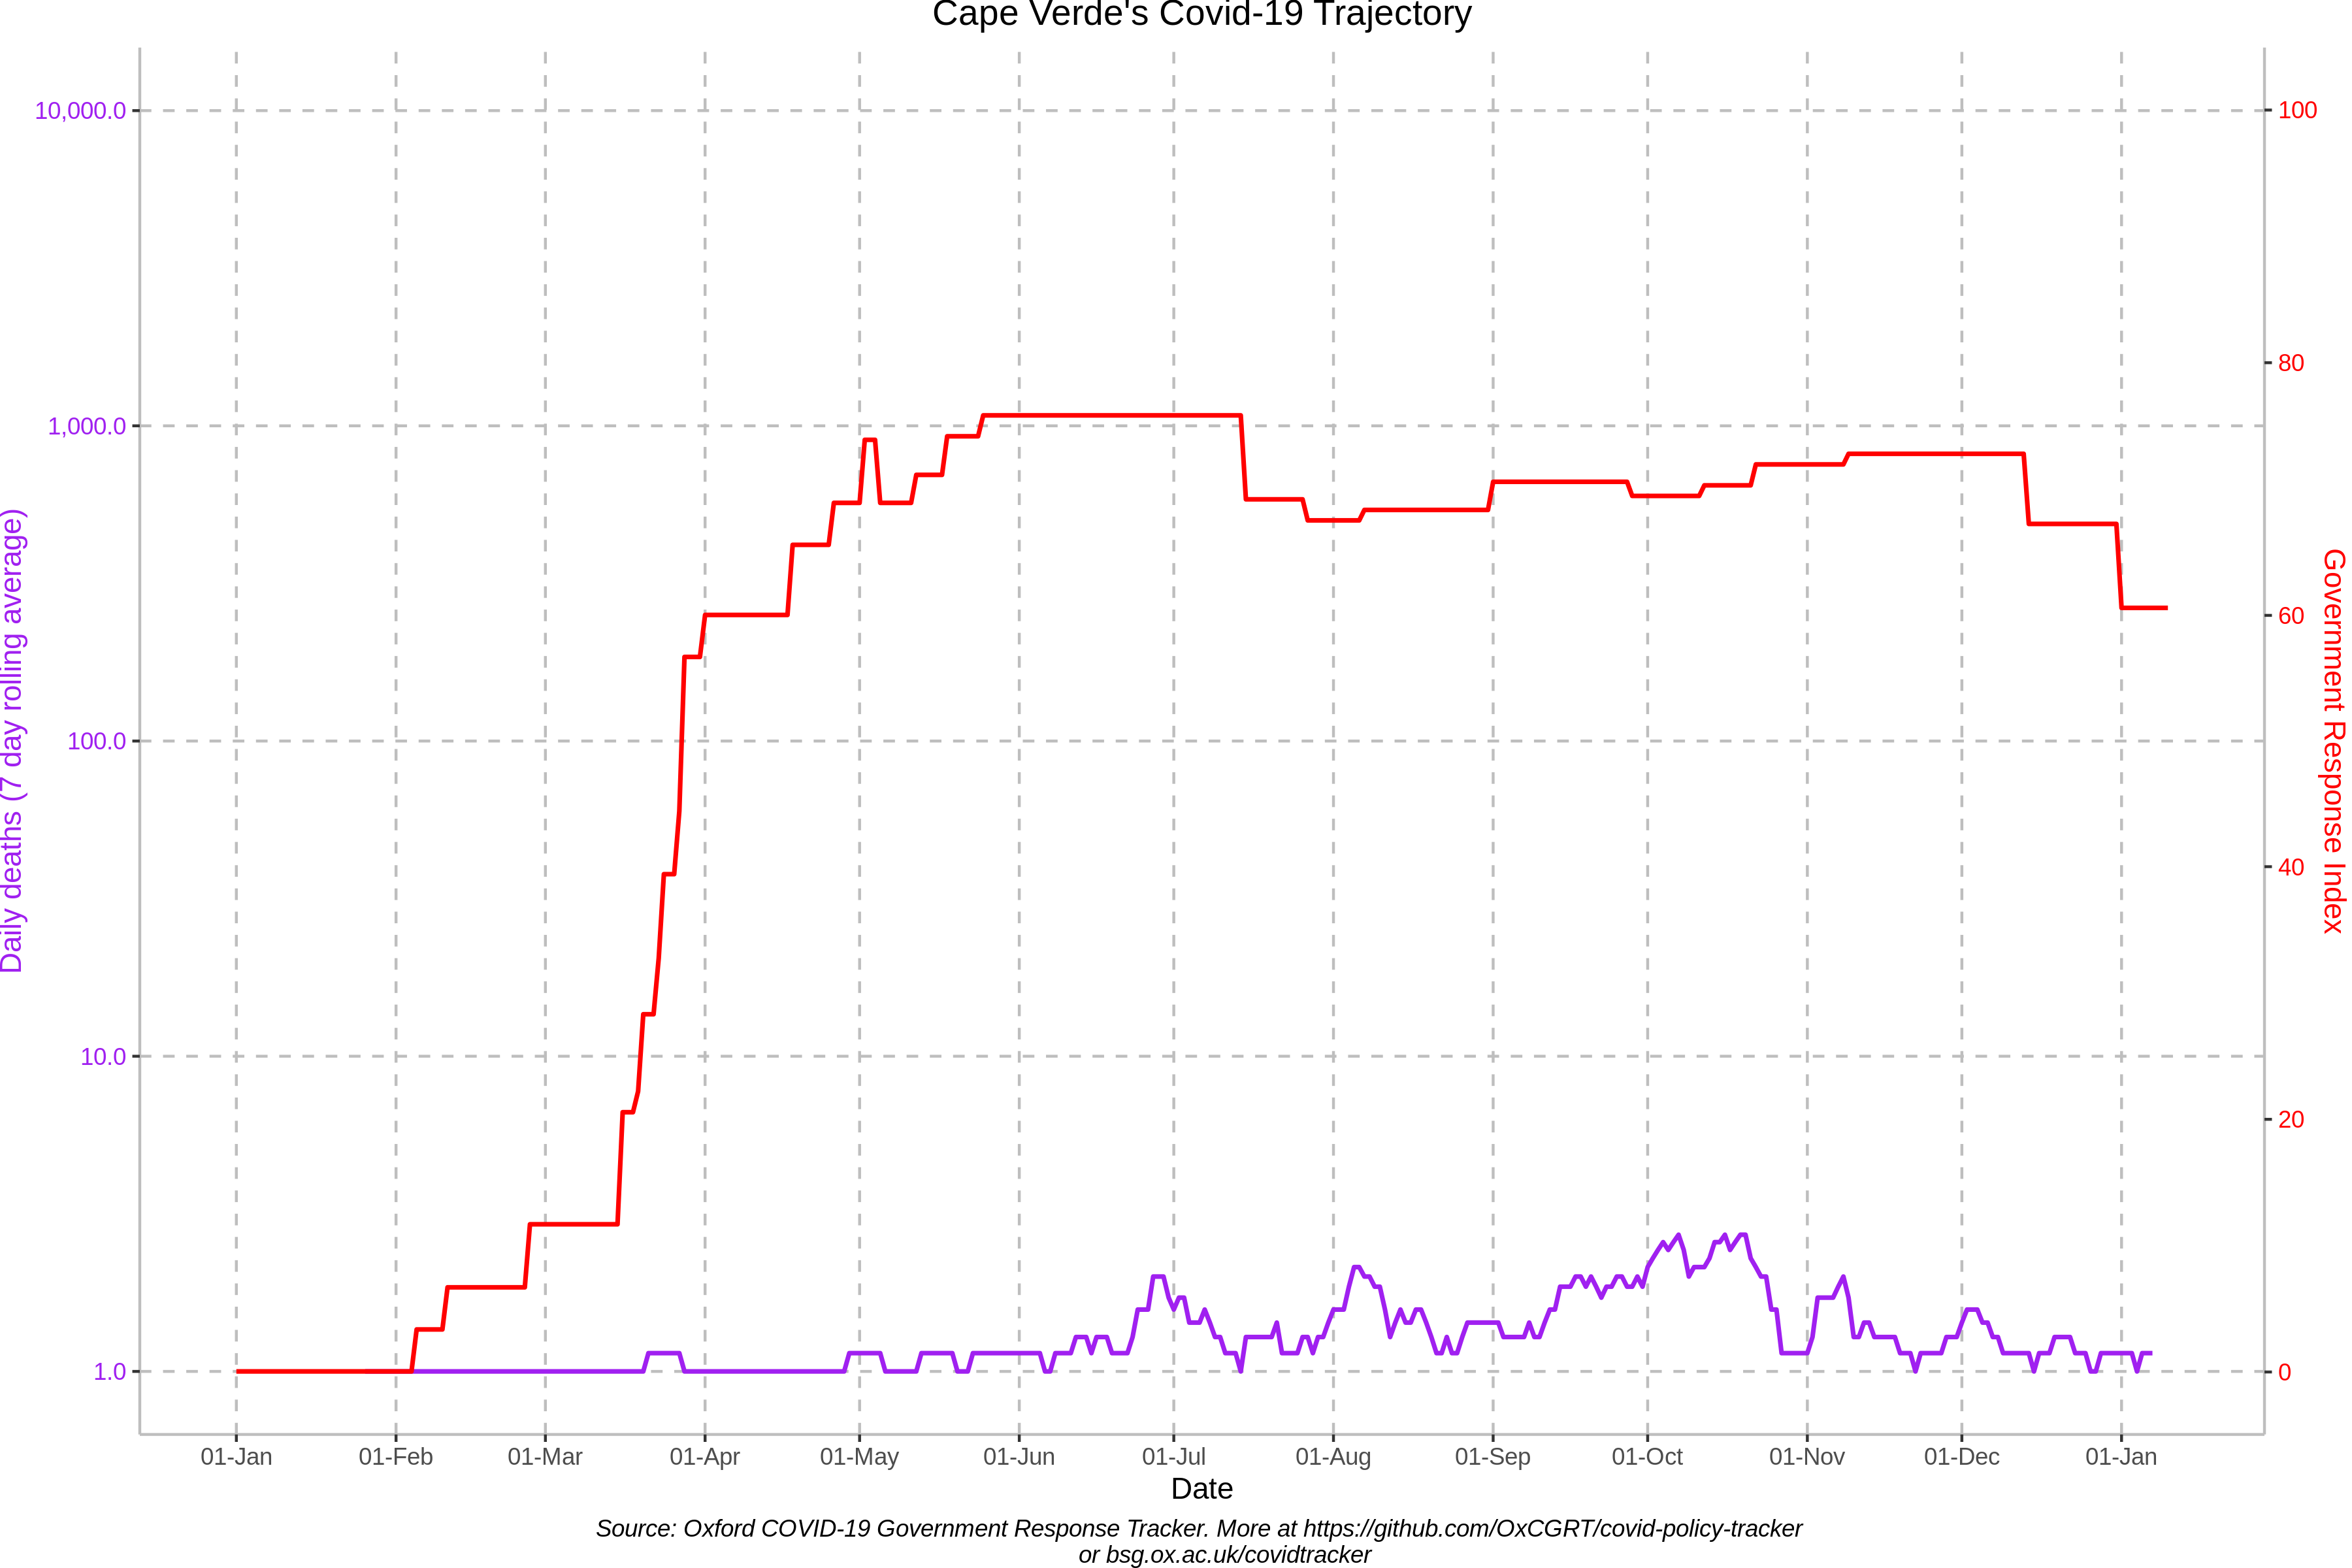 Cape Verde's Covid-19 Trajectory
10,000.0
1,000.0
100.0
10.0
1.0
Daily deaths (7 day rolling average)
100
80
60
40
20
0
Government Response Index
01-Jan
01-Feb
01-Mar
01-Apr
01-May
01-Jun
01-Jul
01-Aug
01-Sep
01-Oct
01-Nov
01-Dec
01-Jan
Date
Source: Oxford COVID-19 Government Response Tracker. More at https://github.com/OxCGRT/covid-policy-tracker
or bsg.ox.ac.uk/covidtracker